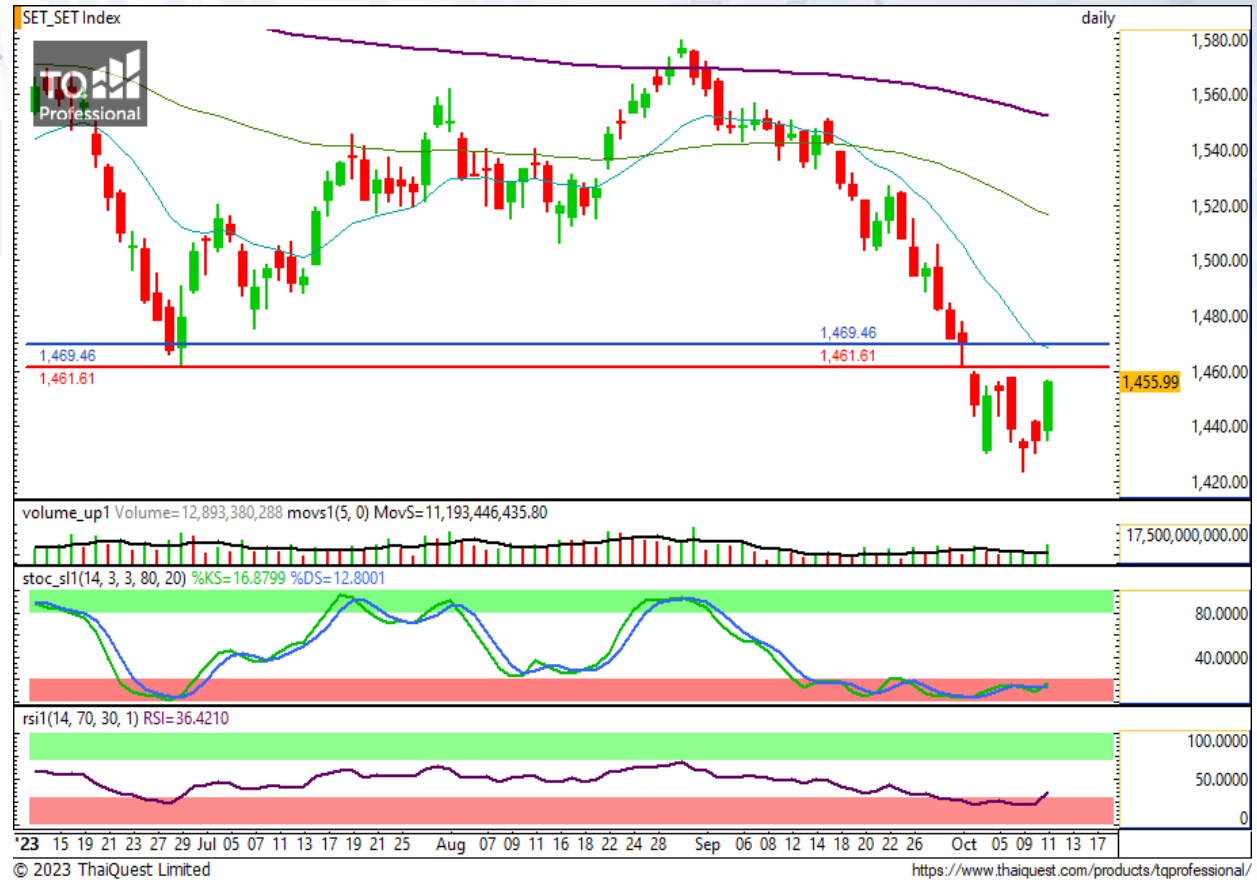 SET_SET Index daily
TQ
Professional
1,580.00
1,560.00
1,540.00
1,520.00
1,500.00
1,480.00
1,469.46
1,469.46
1,461.61
1,461.61
1,460.00
1,455.99
1,440.00
1,420.00
volume_up1 Volume=12,893,380,288 movs1(5, 0) MovS=11,193,446,435.80
17,500,000,000.00
stoc_sl1(14, 3, 3, 80, 20) %KS=16.8799 %DS=12.8001
80.0000
40.0000
rsi1(14, 70, 30, 1) RSI=36.4210
100.0000
50.0000
0
'23 15 19 21 23 27 29 Jul 05 07 11 13 17 19 21 25 Aug 07 09 11 16 18 22 24 28 Sep 06 08 12 14 18 20 22 26 Oct 05 09 11 13 17
© 2023 ThaiQuest Limited https://www.thaiquest.com/products/tqprofessional/